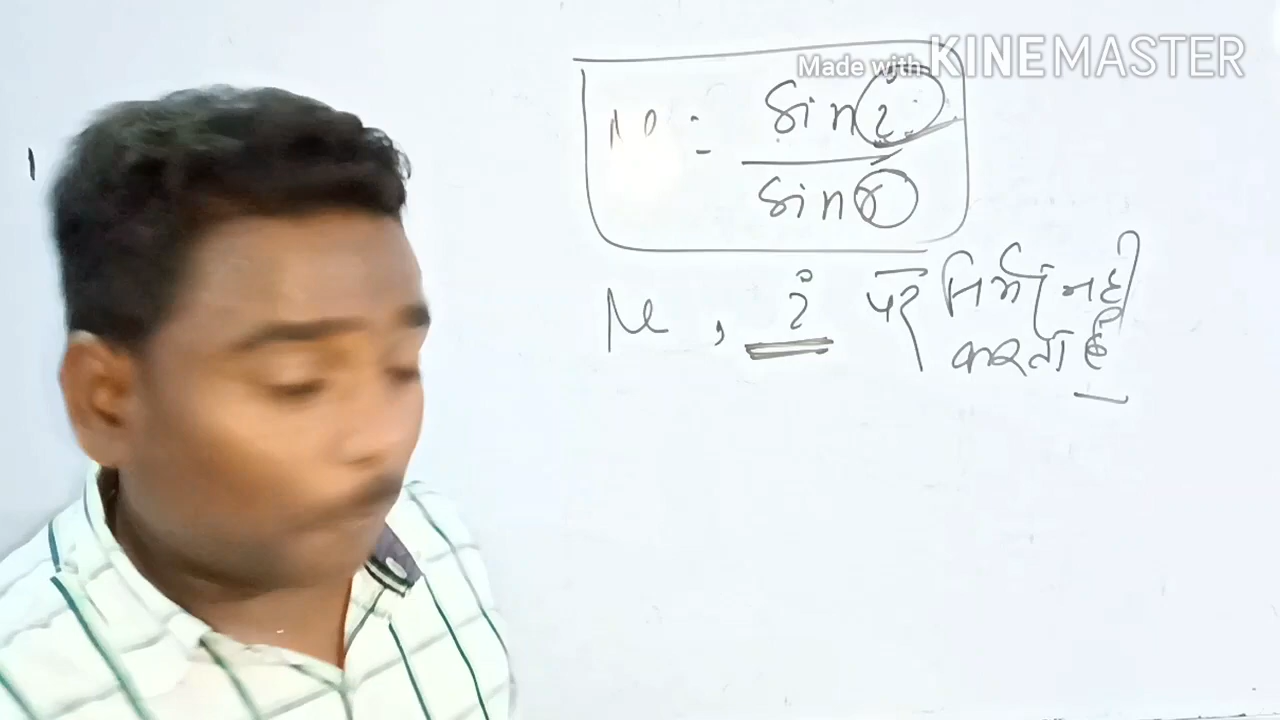 Made with KINEMASTER
μ = sin i
sin r
μ, i पर निर्भर नही
करता है